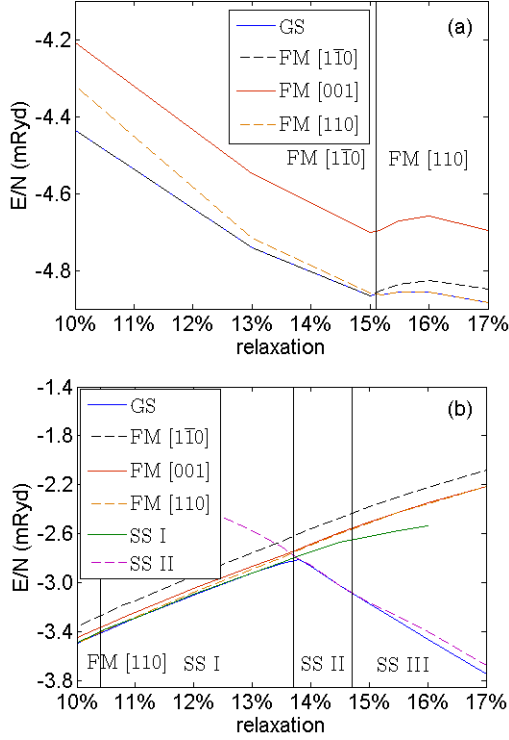 (a)
-4.2
-4.4
-4.6
-4.8
E/N (mRyd)
GS
FM [11̅0]
FM [001]
FM [110]
FM [11̅0] FM [110]
10% 11% 12% 13% 14% 15% 16% 17%
relaxation
(b)
-1.4
-1.8
-2.2
-2.6
-3.0
-3.4
-3.8
E/N (mRyd)
GS
FM [11̅0]
FM [001]
FM [110]
SS I
SS II
FM [110] SS I SS II SS III
10% 11% 12% 13% 14% 15% 16% 17%
relaxation